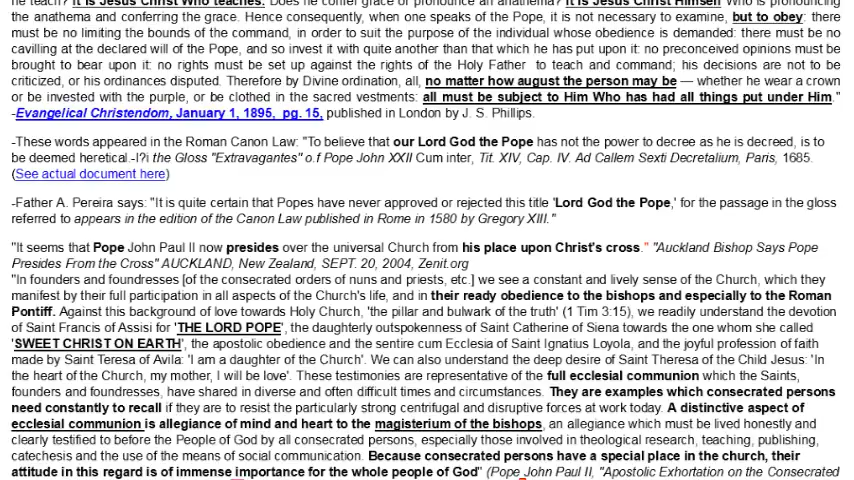 he teach? It is Jesus Christ Who teaches. Does he confer grace or pronounce an anathema? It is Jesus Christ Himself Who is pronouncing
the anathema and conferring the grace. Hence consequently, when one speaks of the Pope, it is not necessary to examine, but to obey: there
must be no limiting the bounds of the command, in order to suit the purpose of the individual whose obedience is demanded: there must be no
cavilling at the declared will of the Pope, and so invest it with quite another than that which he has put upon it: no preconceived opinions must be
brought to bear upon it: no rights must be set up against the rights of the Holy Father to teach and command; his decisions are not to be
criticized, or his ordinances disputed. Therefore by Divine ordination, all, no matter how august the person may be — whether he wear a crown
or be invested with the purple, or be clothed in the sacred vestments: all must be subject to Him Who has had all things put under Him."
-Evangelical Christendom, January 1, 1895, pg. 15, published in London by J. S. Phillips.
-These words appeared in the Roman Canon Law: "To believe that our Lord God the Pope has not the power to decree as he is decreed, is to
be deemed heretical.-I?i the Gloss "Extravagantes" o.f Pope John XXII Cum inter, Tit. XIV, Cap. IV. Ad Callem Sexti Decretalium, Paris, 1685.
(See actual document here)
-Father A. Pereira says: "It is quite certain that Popes have never approved or rejected this title 'Lord God the Pope,' for the passage in the gloss
referred to appears in the edition of the Canon Law published in Rome in 1580 by Gregory XIII."
"It seems that Pope John Paul II now presides over the universal Church from his place upon Christ's cross." "Auckland Bishop Says Pope
Presides From the Cross" AUCKLAND, New Zealand, SEPT. 20, 2004, Zenit.org
"In founders and foundresses [of the consecrated orders of nuns and priests, etc.] we see a constant and lively sense of the Church, which they
manifest by their full participation in all aspects of the Church's life, and in their ready obedience to the bishops and especially to the Roman
Pontiff. Against this background of love towards Holy Church, 'the pillar and bulwark of the truth' (1 Tim 3:15), we readily understand the devotion
of Saint Francis of Assisi for 'THE LORD POPE', the daughterly outspokenness of Saint Catherine of Siena towards the one whom she called
'SWEET CHRIST ON EARTH', the apostolic obedience and the sentire cum Ecclesia of Saint Ignatius Loyola, and the joyful profession of faith
made by Saint Teresa of Avila: 'I am a daughter of the Church'. We can also understand the deep desire of Saint Theresa of the Child Jesus: 'In
the heart of the Church, my mother, I will be love'. These testimonies are representative of the full ecclesial communion which the Saints,
founders and foundresses, have shared in diverse and often difficult times and circumstances. They are examples which consecrated persons
need constantly to recall if they are to resist the particularly strong centrifugal and disruptive forces at work today. A distinctive aspect of
ecclesial communion is allegiance of mind and heart to the magisterium of the bishops, an allegiance which must be lived honestly and
clearly testified to before the People of God by all consecrated persons, especially those involved in theological research, teaching, publishing,
catechesis and the use of the means of social communication. Because consecrated persons have a special place in the church, their
attitude in this regard is of immense importance for the whole people of God" (Pope John Paul II, "Apostolic Exhortation on the Consecrated